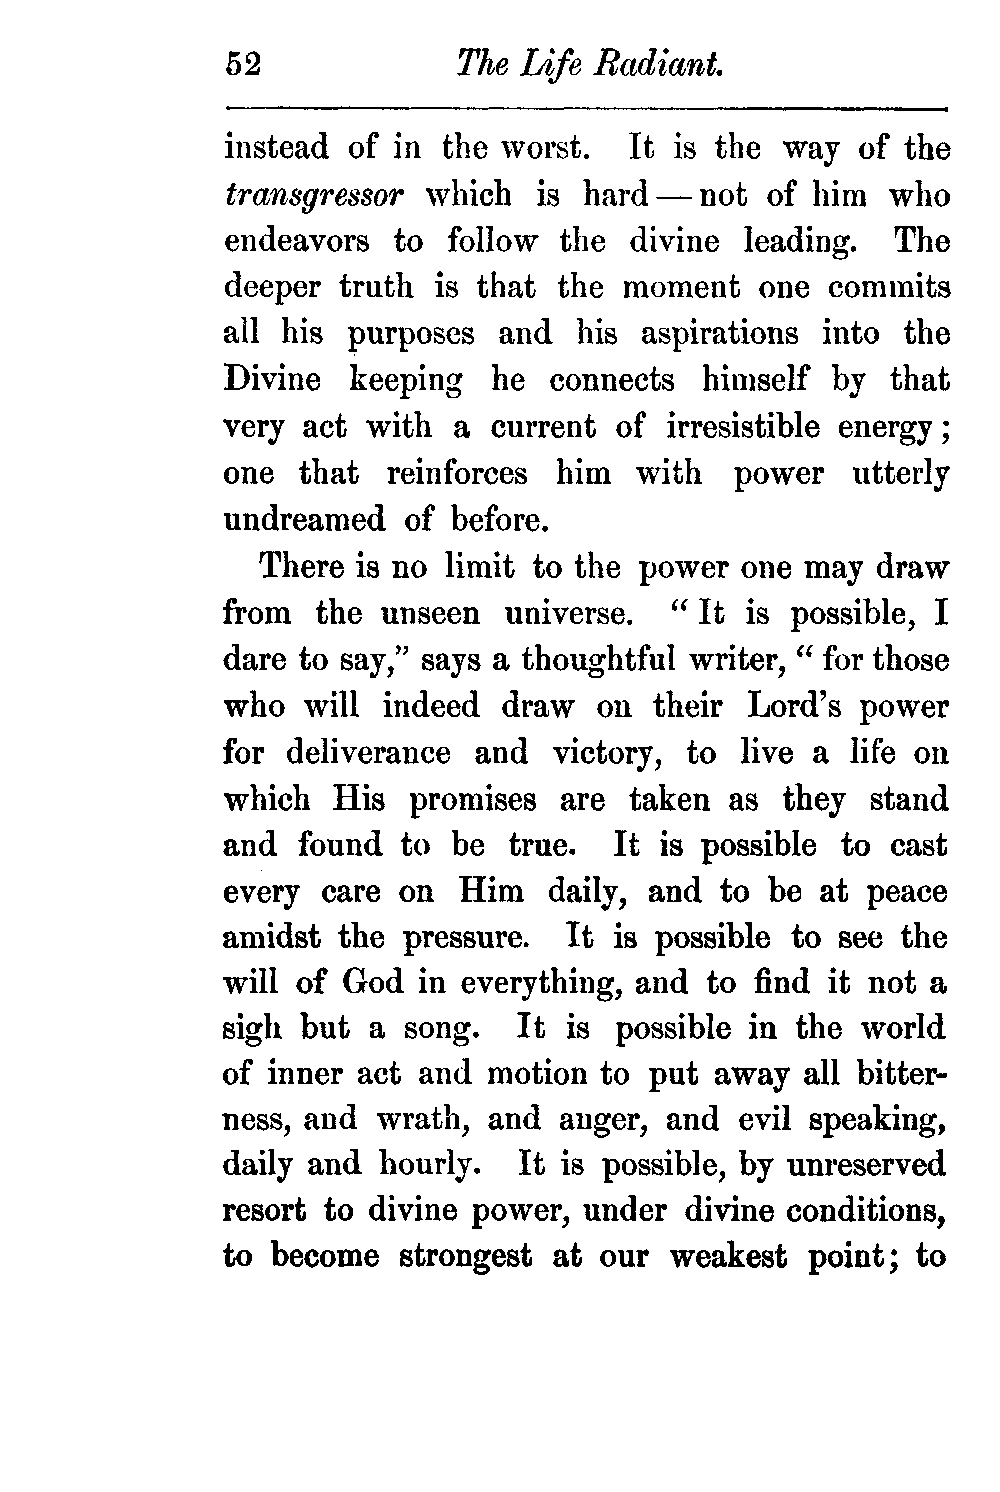 52 The Life Radiant.
instead of in the worst. It is the way of the
transgressor which is hard — not of him who
endeavors to follow the divine leading. The
deeper truth is that the moment one commits
all his purposes and his aspirations into the
Divine keeping he connects himself by that
very act with a current of irresistible energy;
one that reinforces him with power utterly
undreamed of before.
There is no limit to the power one may draw
from the unseen universe. “It is possible, I
dare to say,” says a thoughtful writer, “for those
who will indeed draw on their Lord’s power
for deliverance and victory, to live a life on
which His promises are taken as they stand
and found to be true. It is possible to cast
every care on Him daily, and to be at peace
amidst the pressure. It is possible to see the
will of God in everything, and to find it not a
sigh but a song. It is possible in the world
of inner act and motion to put away all bitter-
ness, and wrath, and anger, and evil speaking,
daily and hourly. It is possible, by unreserved
resort to divine power, under divine conditions,
to become strongest at our weakest point; to